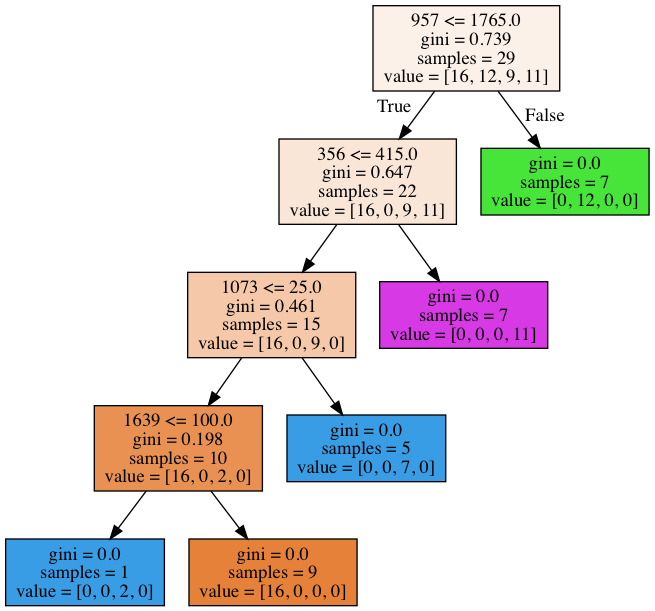 957 <= 1765.0
gini = 0.739
samples = 29
value = [16, 12, 9, 11]
True
False
356 <= 415.0
gini = 0.647
samples = 22
value = [16, 0, 9, 11]
gini = 0.0
samples = 7
value = [0, 12, 0, 0]
1073 <= 25.0
gini = 0.461
samples = 15
value = [16, 0, 9, 0]
gini = 0.0
samples = 7
value = [0, 0, 0, 11]
1639 <= 100.0
gini = 0.198
samples = 10
value = [16, 0, 2, 0]
gini = 0.0
samples = 5
value = [0, 0, 7, 0]
gini = 0.0
samples = 1
value = [0, 0, 2, 0]
gini = 0.0
samples = 9
value = [16, 0, 0, 0]